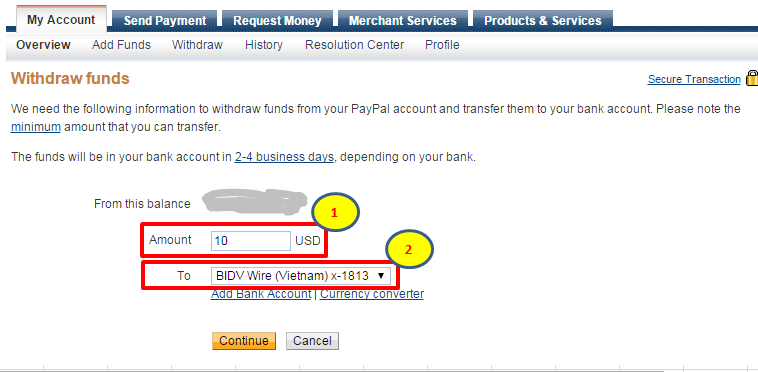 My Account Send Payment Request Money Merchant Services Products & Services
Overview Add Funds Withdraw History Resolution Center Profile
Withdraw funds
Secure Transaction
We need the following information to withdraw funds from your PayPal account and transfer them to your bank account. Please note the
minimum amount that you can transfer.
The funds will be in your bank account in 2-4 business days, depending on your bank.
From this balance
1
Amount 10 USD
2
To BIDV Wire (Vietnam) x-1813
Add Bank Account | Currency converter
Continue Cancel